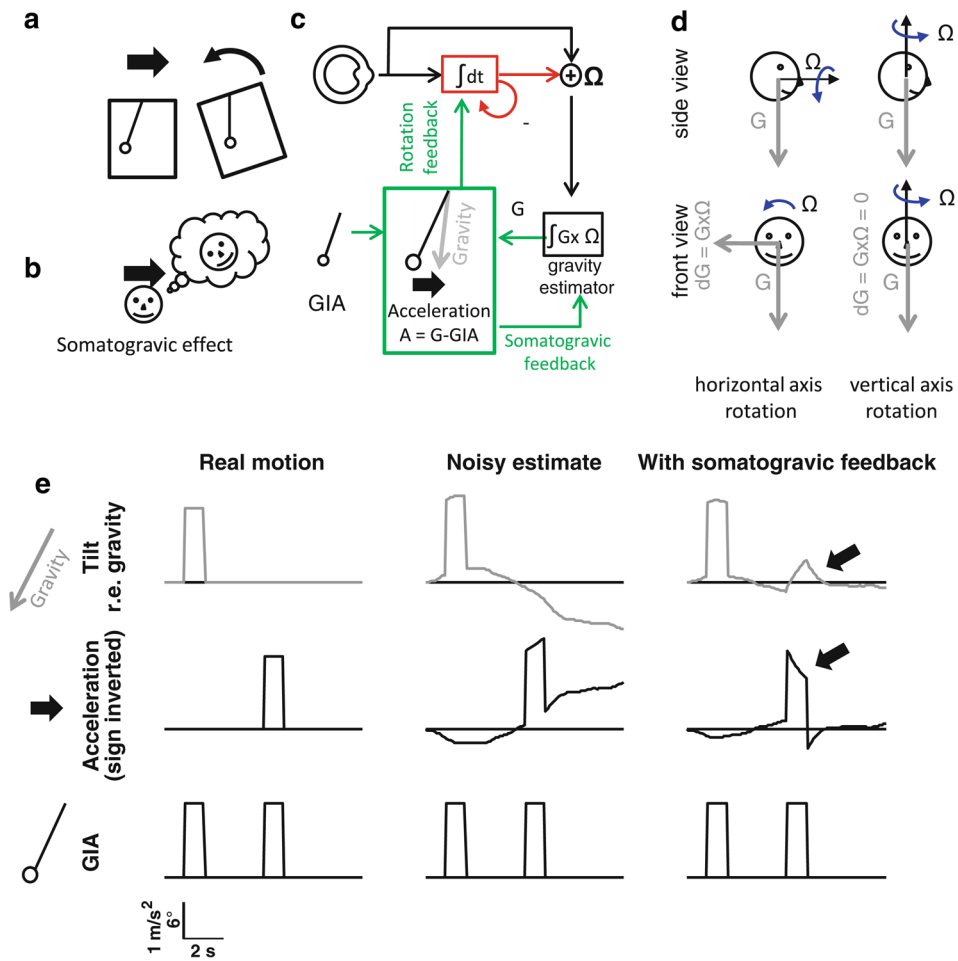 a
b
Somatogravic effect
c
∫dt
+
Ω
-
Rotation
feedback
G
∫Gx Ω
gravity
estimator
GIA
Gravity
Acceleration
A = G-GIA
Somatogravic
feedback
d
side view
Ω
G
Ω
G
front view
dG = GxΩ
Ω
G
dG = GxΩ = 0
Ω
G
horizontal axis
rotation
vertical axis
rotation
e
Real motion
Noisy estimate
With somatogravic feedback
Gravity
Tilt
r.e. gravity
Acceleration
(sign inverted)
GIA
1 m/s²
6°
2 s